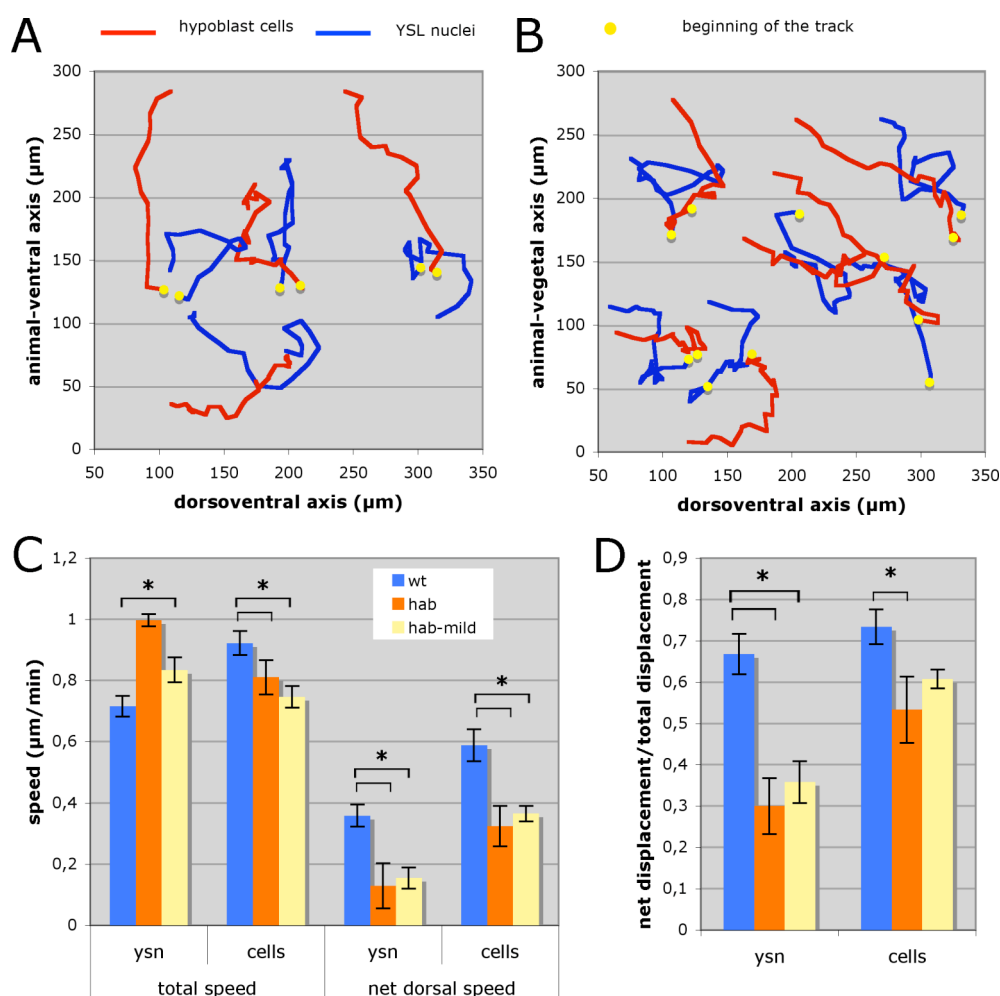 A
hypoblast cells
YSL nuclei
B
beginning of the track
300
250
200
150
100
50
0
animal-ventral axis (µm)
50 100 150 200 250 300 350
dorsoventral axis (µm)
300
250
200
150
100
50
0
animal-vegetal axis (µm)
50 100 150 200 250 300 350
dorsoventral axis (µm)
C
1,2
1
0,8
0,6
0,4
0,2
0
speed (µm/min)
* * * *
wt
hab
hab-mild
ysn cells ysn cells
total speed net dorsal speed
D
0,9
0,8
0,7
0,6
0,5
0,4
0,3
0,2
0,1
0
net displacement/total displacement
* *
ysn cells